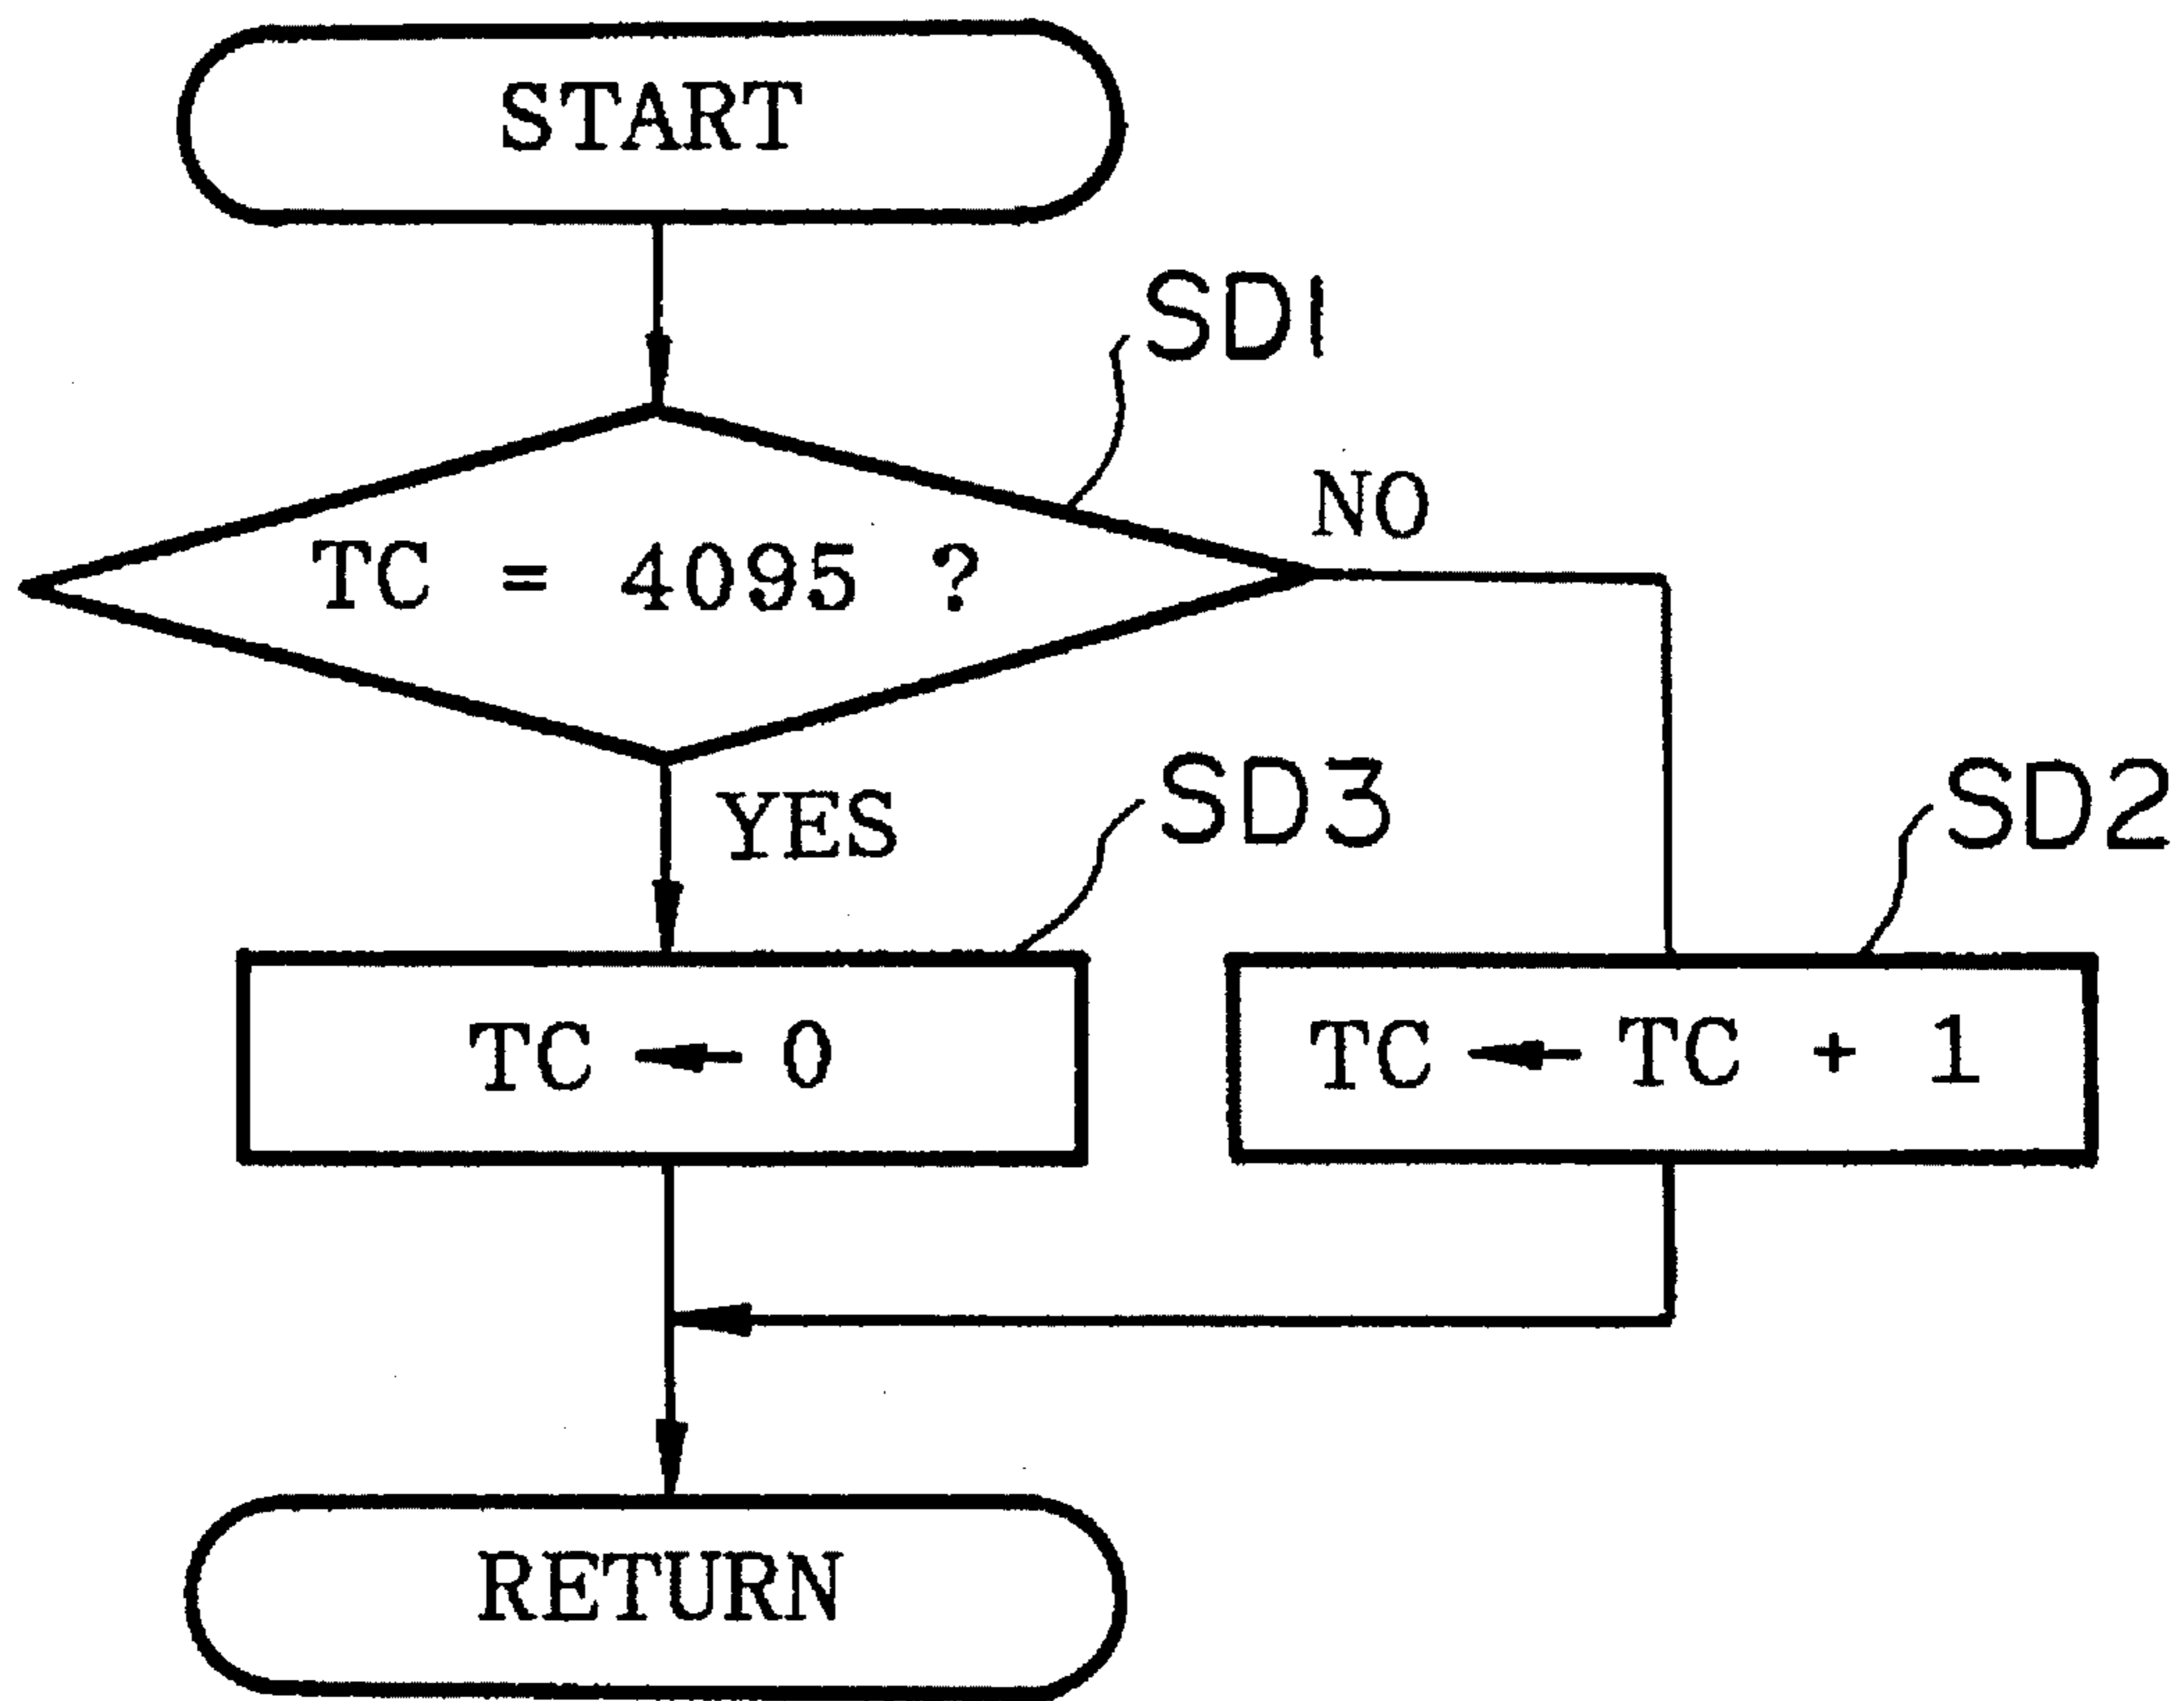 START
SD1
NO
TC = 4095 ?
YES
SD3
SD2
TC ← 0
TC ← TC + 1
RETURN